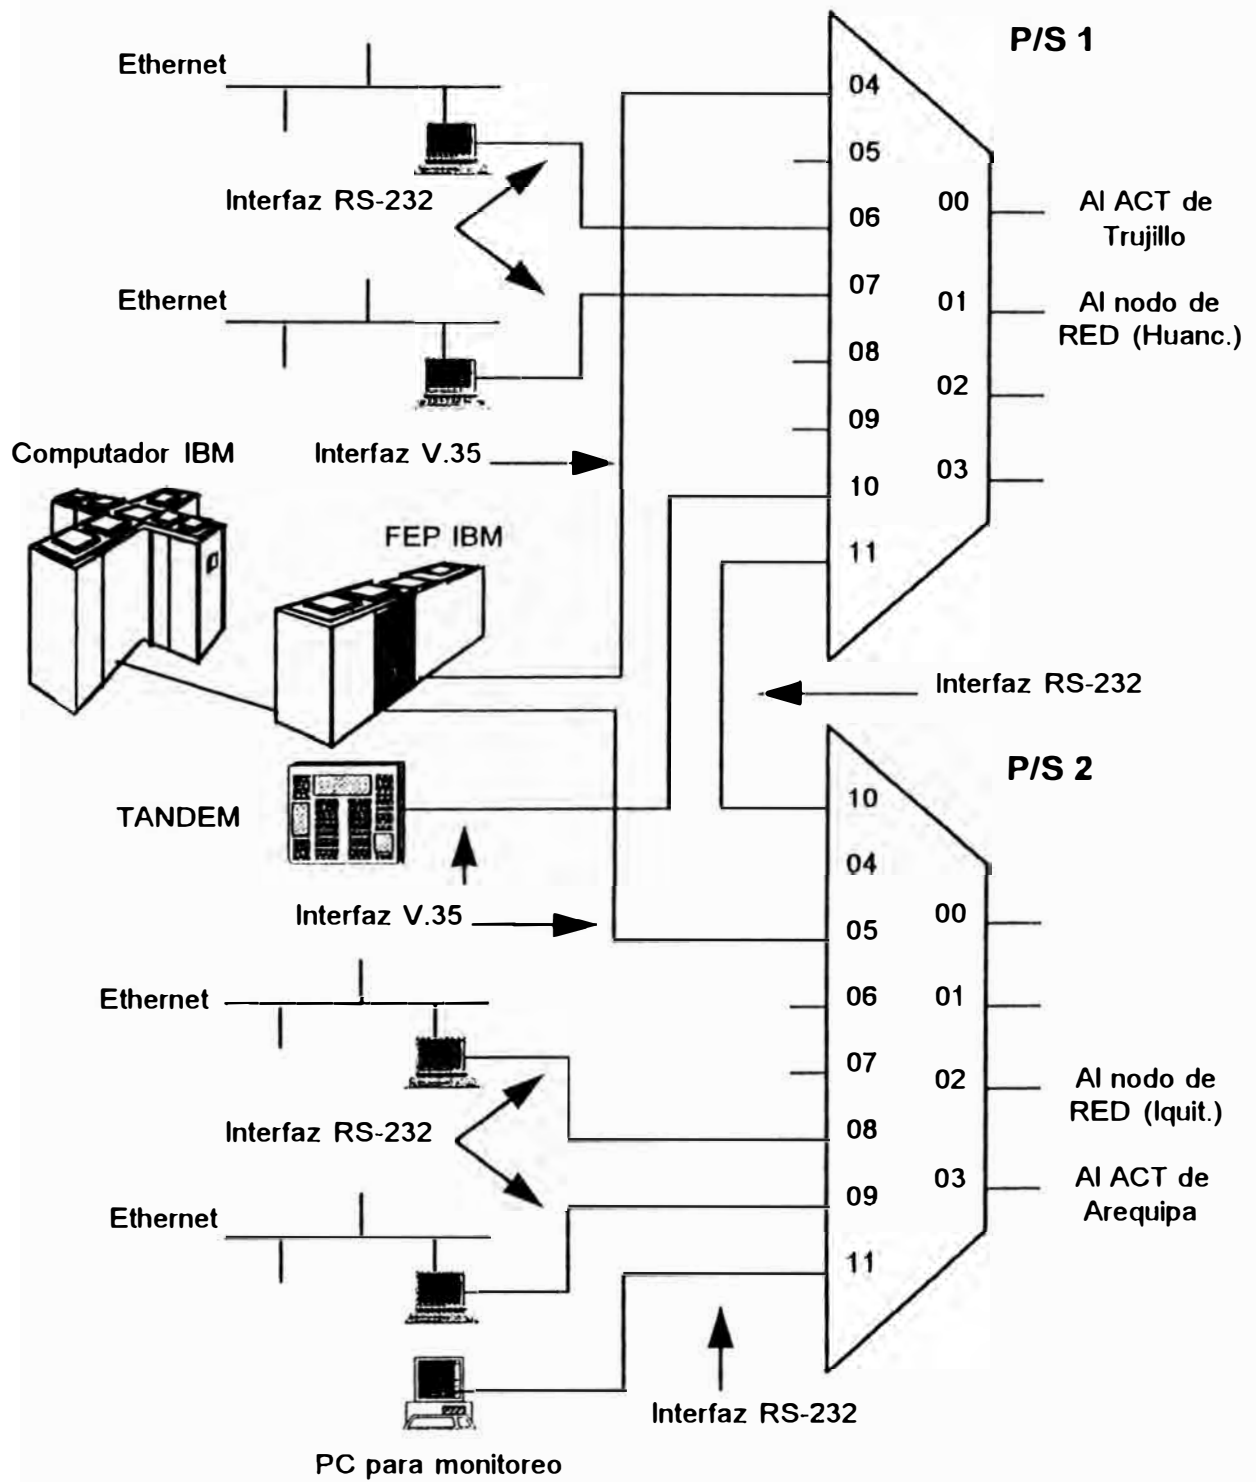 P/S 1
Ethernet
04
05
Interfaz RS-232
06
00
Al ACT de
Trujillo
07
Ethernet
01
Al nodo de
RED (Huanc.)
08
02
09
Computador IBM
Interfaz V.35
03
10
FEP IBM
11
Interfaz RS-232
P/S 2
TANDEM
10
04
Interfaz V.35
00
05
Ethernet
06
01
07
02
Al nodo de
RED (Iquit.)
Interfaz RS-232
08
03
Al ACT de
Arequipa
09
Ethernet
11
Interfaz RS-232
PC para monitoreo